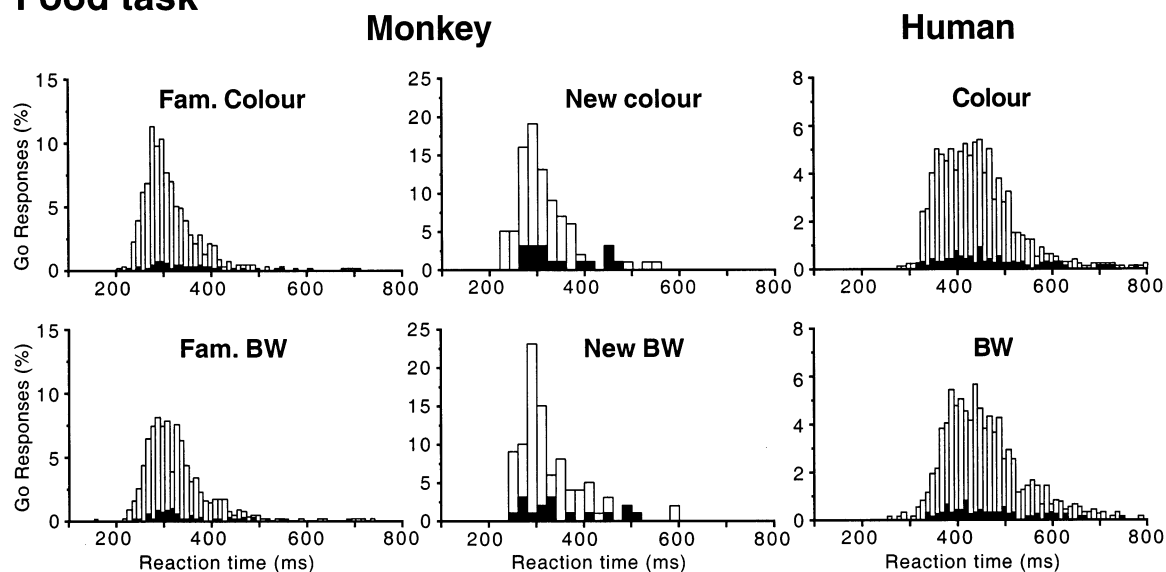 Food task
Monkey
Human
Fam. Colour
New colour
Colour
Go Responses (%)
15
10
5
0
200 400 600 800
25
20
15
10
5
0
200 400 600 800
8
6
4
2
0
200 400 600 800
Fam. BW
New BW
BW
Go Responses (%)
15
10
5
0
200 400 600 800
Reaction time (ms)
25
20
15
10
5
0
200 400 600 800
Reaction time (ms)
8
6
4
2
0
200 400 600 800
Reaction time (ms)